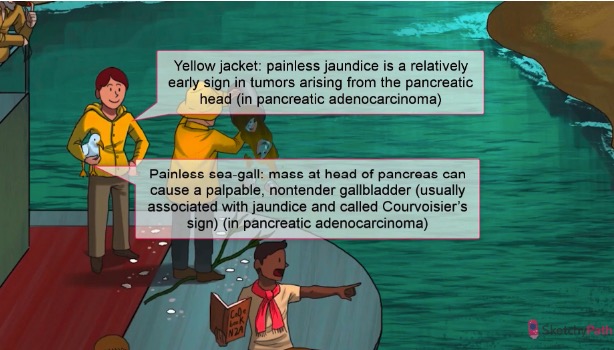 Yellow jacket: painless jaundice is a relatively
early sign in tumors arising from the pancreatic
head (in pancreatic adenocarcinoma)
Painless sea-gall: mass at head of pancreas can
cause a palpable, nontender gallbladder (usually
associated with jaundice and called Courvoisier's
sign) (in pancreatic adenocarcinoma)
SketchyPath